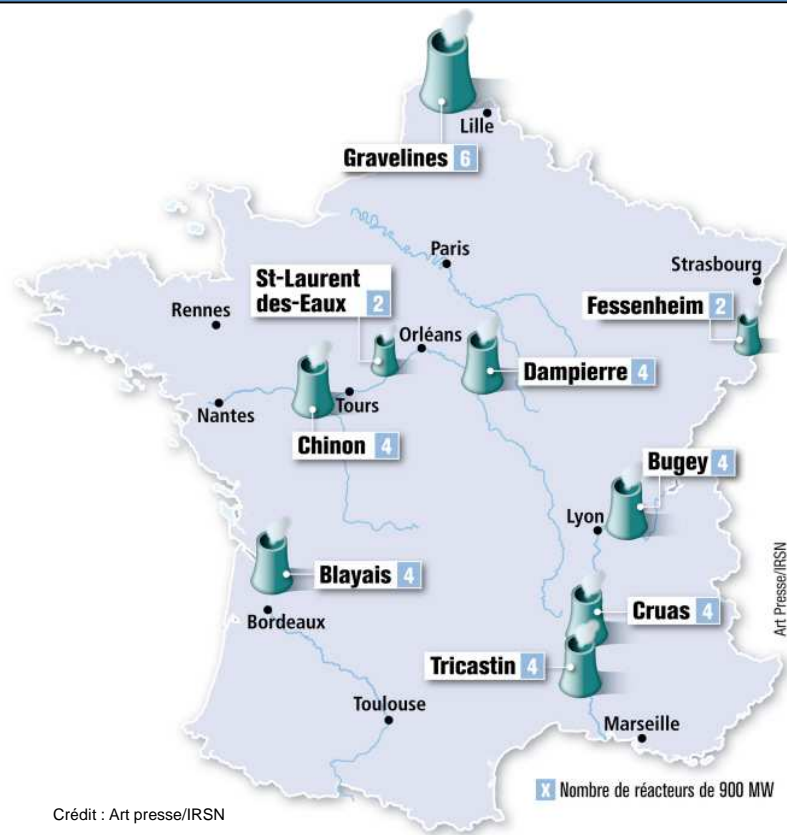 Lille
Gravelines 6
Paris
Strasbourg
St-Laurent
des-Eaux 2
Rennes
Orléans
Fessenheim 2
Dampierre 4
Nantes
Tours
Chinon 4
Bugey 4
Lyon
Blayais 4
Bordeaux
Cruas 4
Tricastin 4
Toulouse
Marseille
Art Presse/IRSN
X Nombre de réacteurs de 900 MW
Crédit : Art presse/IRSN